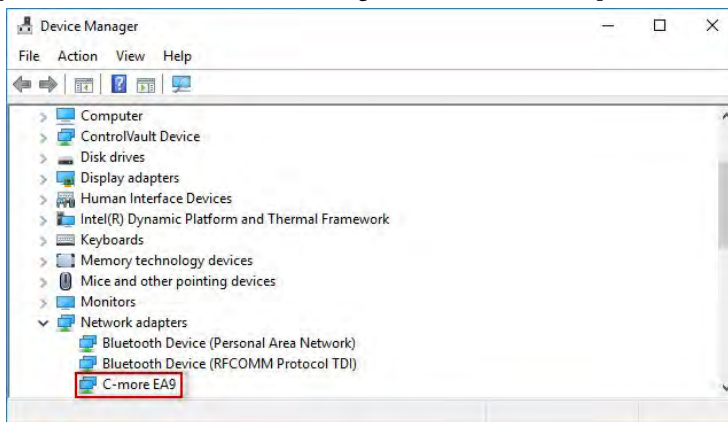 Device Manager
File Action View Help
Computer
ControlVault Device
Disk drives
Display adapters
Human Interface Devices
Intel(R) Dynamic Platform and Thermal Framework
Keyboards
Memory technology devices
Mice and other pointing devices
Monitors
Network adapters
Bluetooth Device (Personal Area Network)
Bluetooth Device (RFCOMM Protocol TDI)
C-more EA9